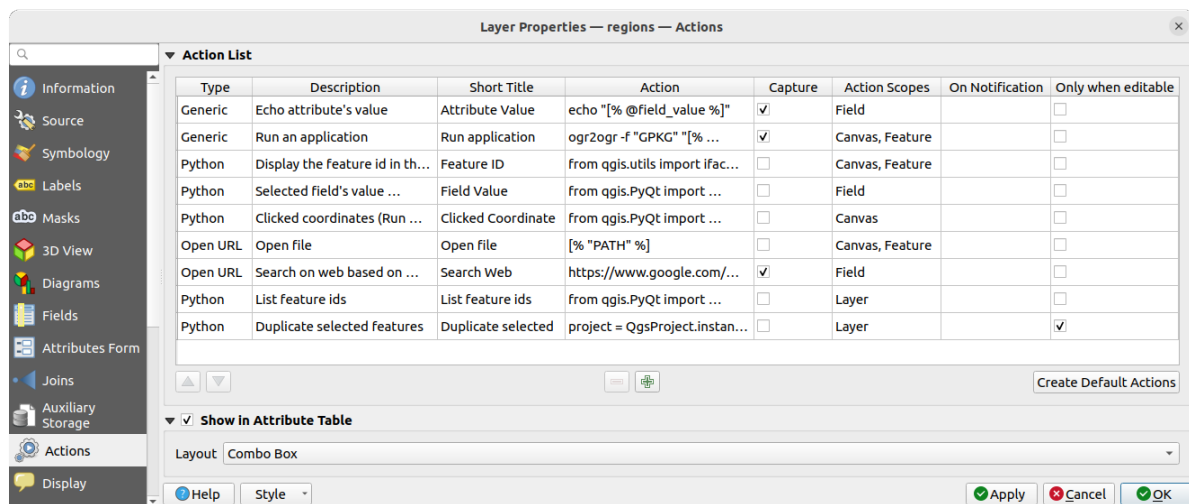 Layer Properties — regions — Actions
Information
Source
Symbology
abc Labels
abc Masks
3D View
Diagrams
Fields
Attributes Form
Joins
Auxiliary
Storage
Actions
Display
Action List
Type Description Short Title Action Capture Action Scopes On Notification Only when editable
Generic Echo attribute's value Attribute Value echo "[% @field_value %]" Field
Generic Run an application Run application ogr2ogr -f "GPKG" "[% ... Canvas, Feature
Python Display the feature id in th... Feature ID from qgis.utils import ifac... Canvas, Feature
Python Selected field's value ... Field Value from qgis.PyQt import ... Field
Python Clicked coordinates (Run ... Clicked Coordinate from qgis.PyQt import ... Canvas
Open URL Open file Open file [% "PATH" %] Canvas, Feature
Open URL Search on web based on ... Search Web https://www.google.com/... Field
Python List feature ids List feature ids from qgis.PyQt import ... Layer
Python Duplicate selected features Duplicate selected project = QgsProject.instan... Layer
Create Default Actions
Show in Attribute Table
Layout Combo Box
Help Style Apply Cancel OK